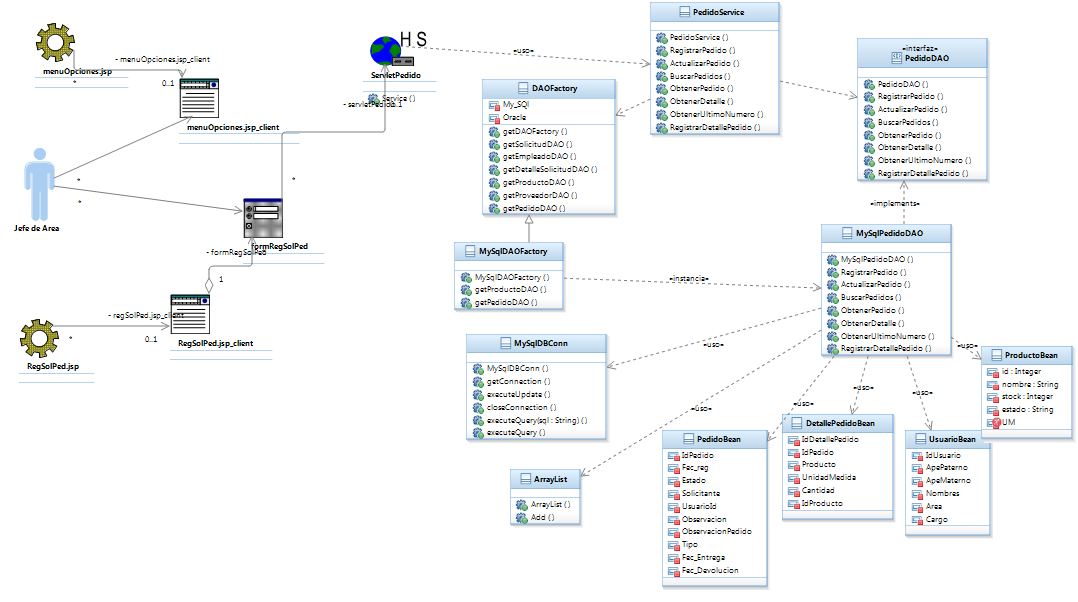 menuOpciones.jsp
- menuOpciones.jsp_client
0..1
menuOpciones.jsp_client
Jefe de Area
formRegSolPed
- formRegSolPed
1
- regSolPed.jsp_client
0..1
RegSolPed.jsp
RegSolPed.jsp_client
H S
ServletPedido
Service ()
- servletPedido
0..1
«uso»
PedidoService
PedidoService ()
RegistrarPedido ()
ActualizarPedido ()
BuscarPedidos ()
ObtenerPedido ()
ObtenerDetalle ()
ObtenerUltimoNumero ()
RegistrarDetallePedido ()
«interfaz»
PedidoDAO
PedidoDAO ()
RegistrarPedido ()
ActualizarPedido ()
BuscarPedidos ()
ObtenerPedido ()
ObtenerDetalle ()
ObtenerUltimoNumero ()
RegistrarDetallePedido ()
DAOFactory
My_SQl
Oracle
getDAOFactory ()
getSolicitudDAO ()
getEmpleadoDAO ()
getDetalleSolicitudDAO ()
getProductoDAO ()
getProveedorDAO ()
getPedidoDAO ()
«implements»
MySqlDAOFactory
MySqlDAOFactory ()
getProductoDAO ()
getPedidoDAO ()
«instancia»
MySqlPedidoDAO
MySqlPedidoDAO ()
RegistrarPedido ()
ActualizarPedido ()
BuscarPedidos ()
ObtenerPedido ()
ObtenerDetalle ()
ObtenerUltimoNumero ()
RegistrarDetallePedido ()
MySqlDBConn
MySqlDBConn ()
getConnection ()
executeUpdate ()
closeConnection ()
executeQuery(sql : String) ()
executeQuery ()
«uso»
«uso»
«uso»
«uso»
«uso»
«uso»
ProductoBean
id : Integer
nombre : String
stock : Integer
estado : String
UM
ArrayList
ArrayList ()
Add ()
PedidoBean
IdPedido
Fec_reg
Estado
Solicitante
UsuarioId
Observacion
ObservacionPedido
Tipo
Fec_Entrega
Fec_Devolucion
DetallePedidoBean
IdDetallePedido
IdPedido
Producto
UnidadMedida
Cantidad
IdProducto
UsuarioBean
IdUsuario
ApePaterno
ApeMaterno
Nombres
Area
Cargo